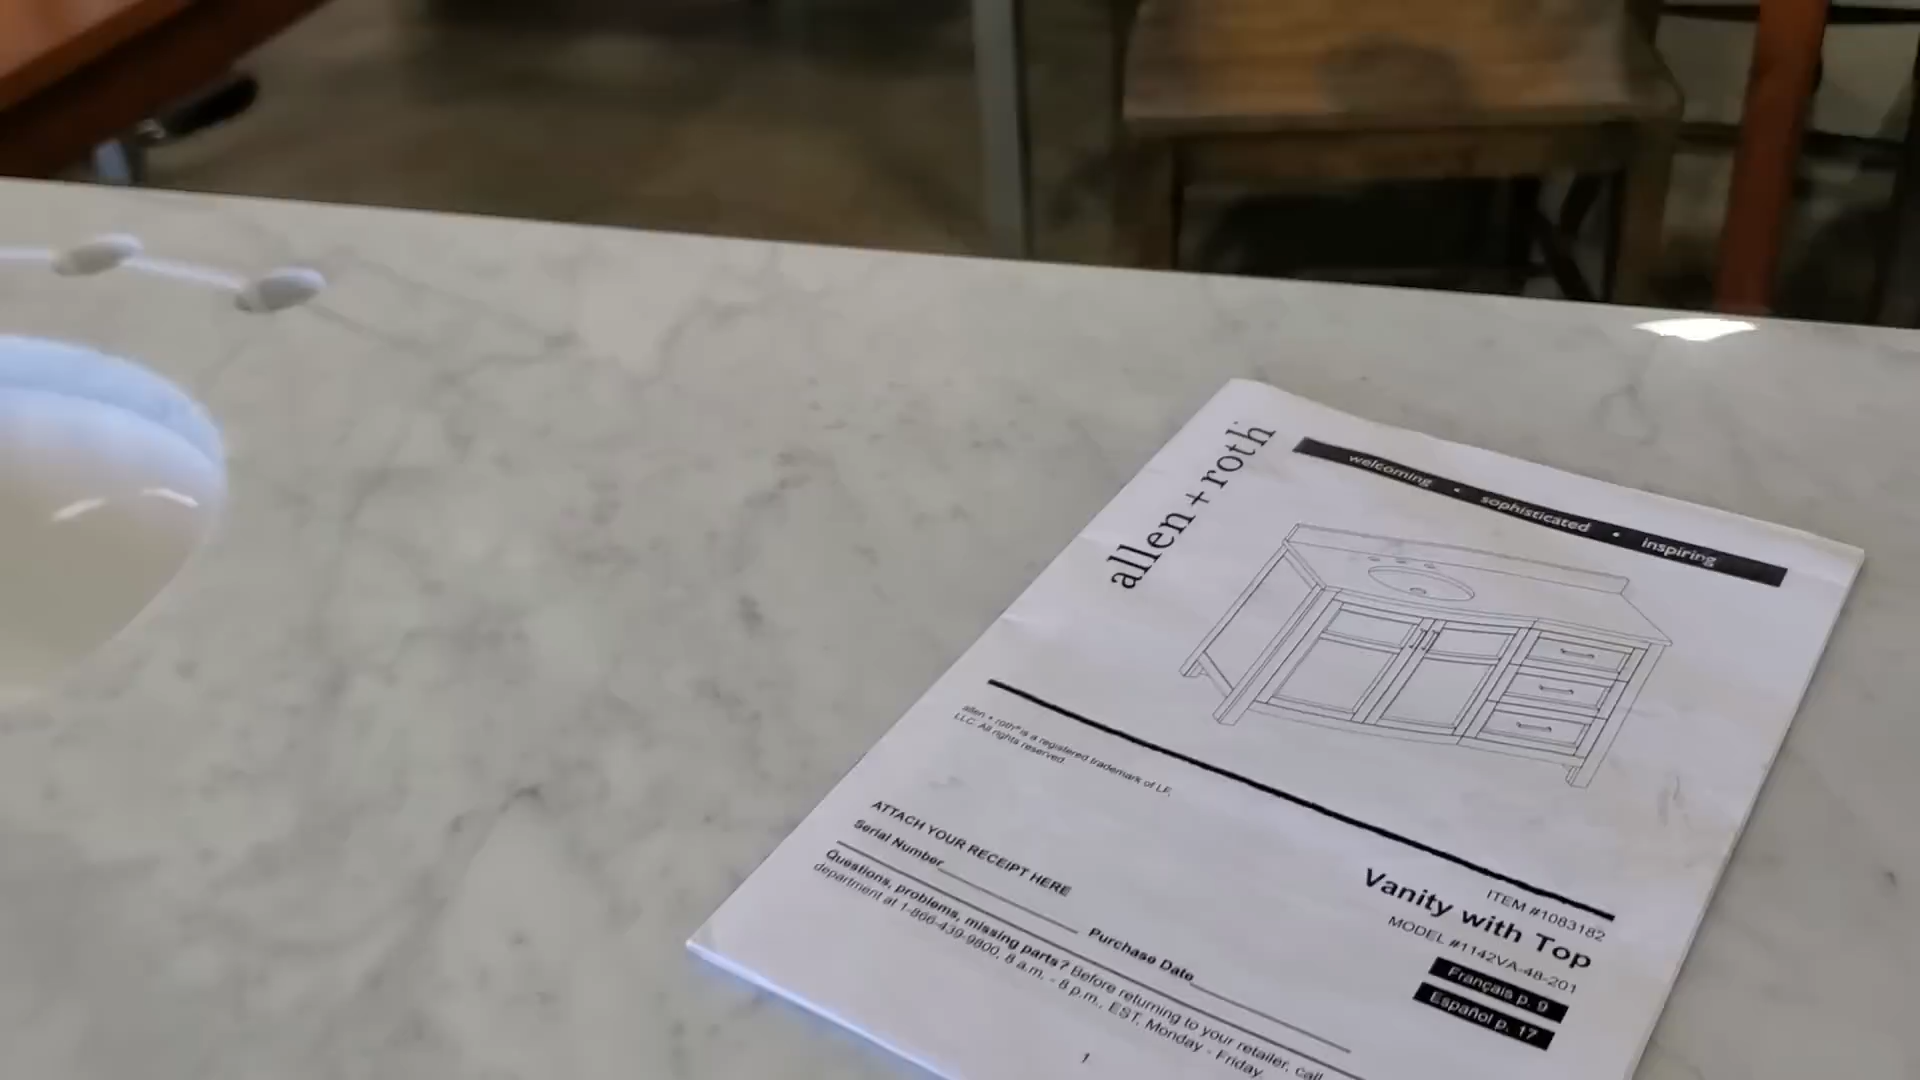 allen + roth
welcoming • sophisticated • inspiring
allen + roth® is a registered trademark of LF,
LLC. All rights reserved.
ITEM #1083182
Vanity with Top
MODEL #1142VA-48-201
Français p. 9
Español p. 17
ATTACH YOUR RECEIPT HERE
Serial Number Purchase Date
Questions, problems, missing parts? Before returning to your retailer, call
department at 1-866-439-9800, 8 a.m. - 8 p.m., EST, Monday - Friday.
1